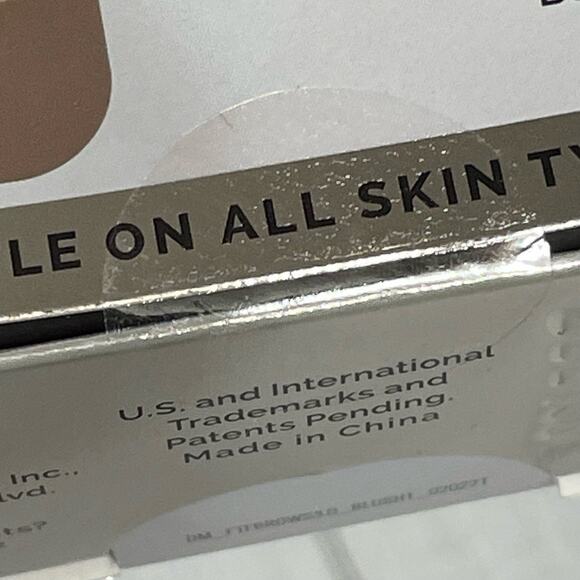 LE ON ALL SKIN TY
U.S. and International
Trademarks and
Patents Pending.
Made in China
Inc.,
lvd.
ts?